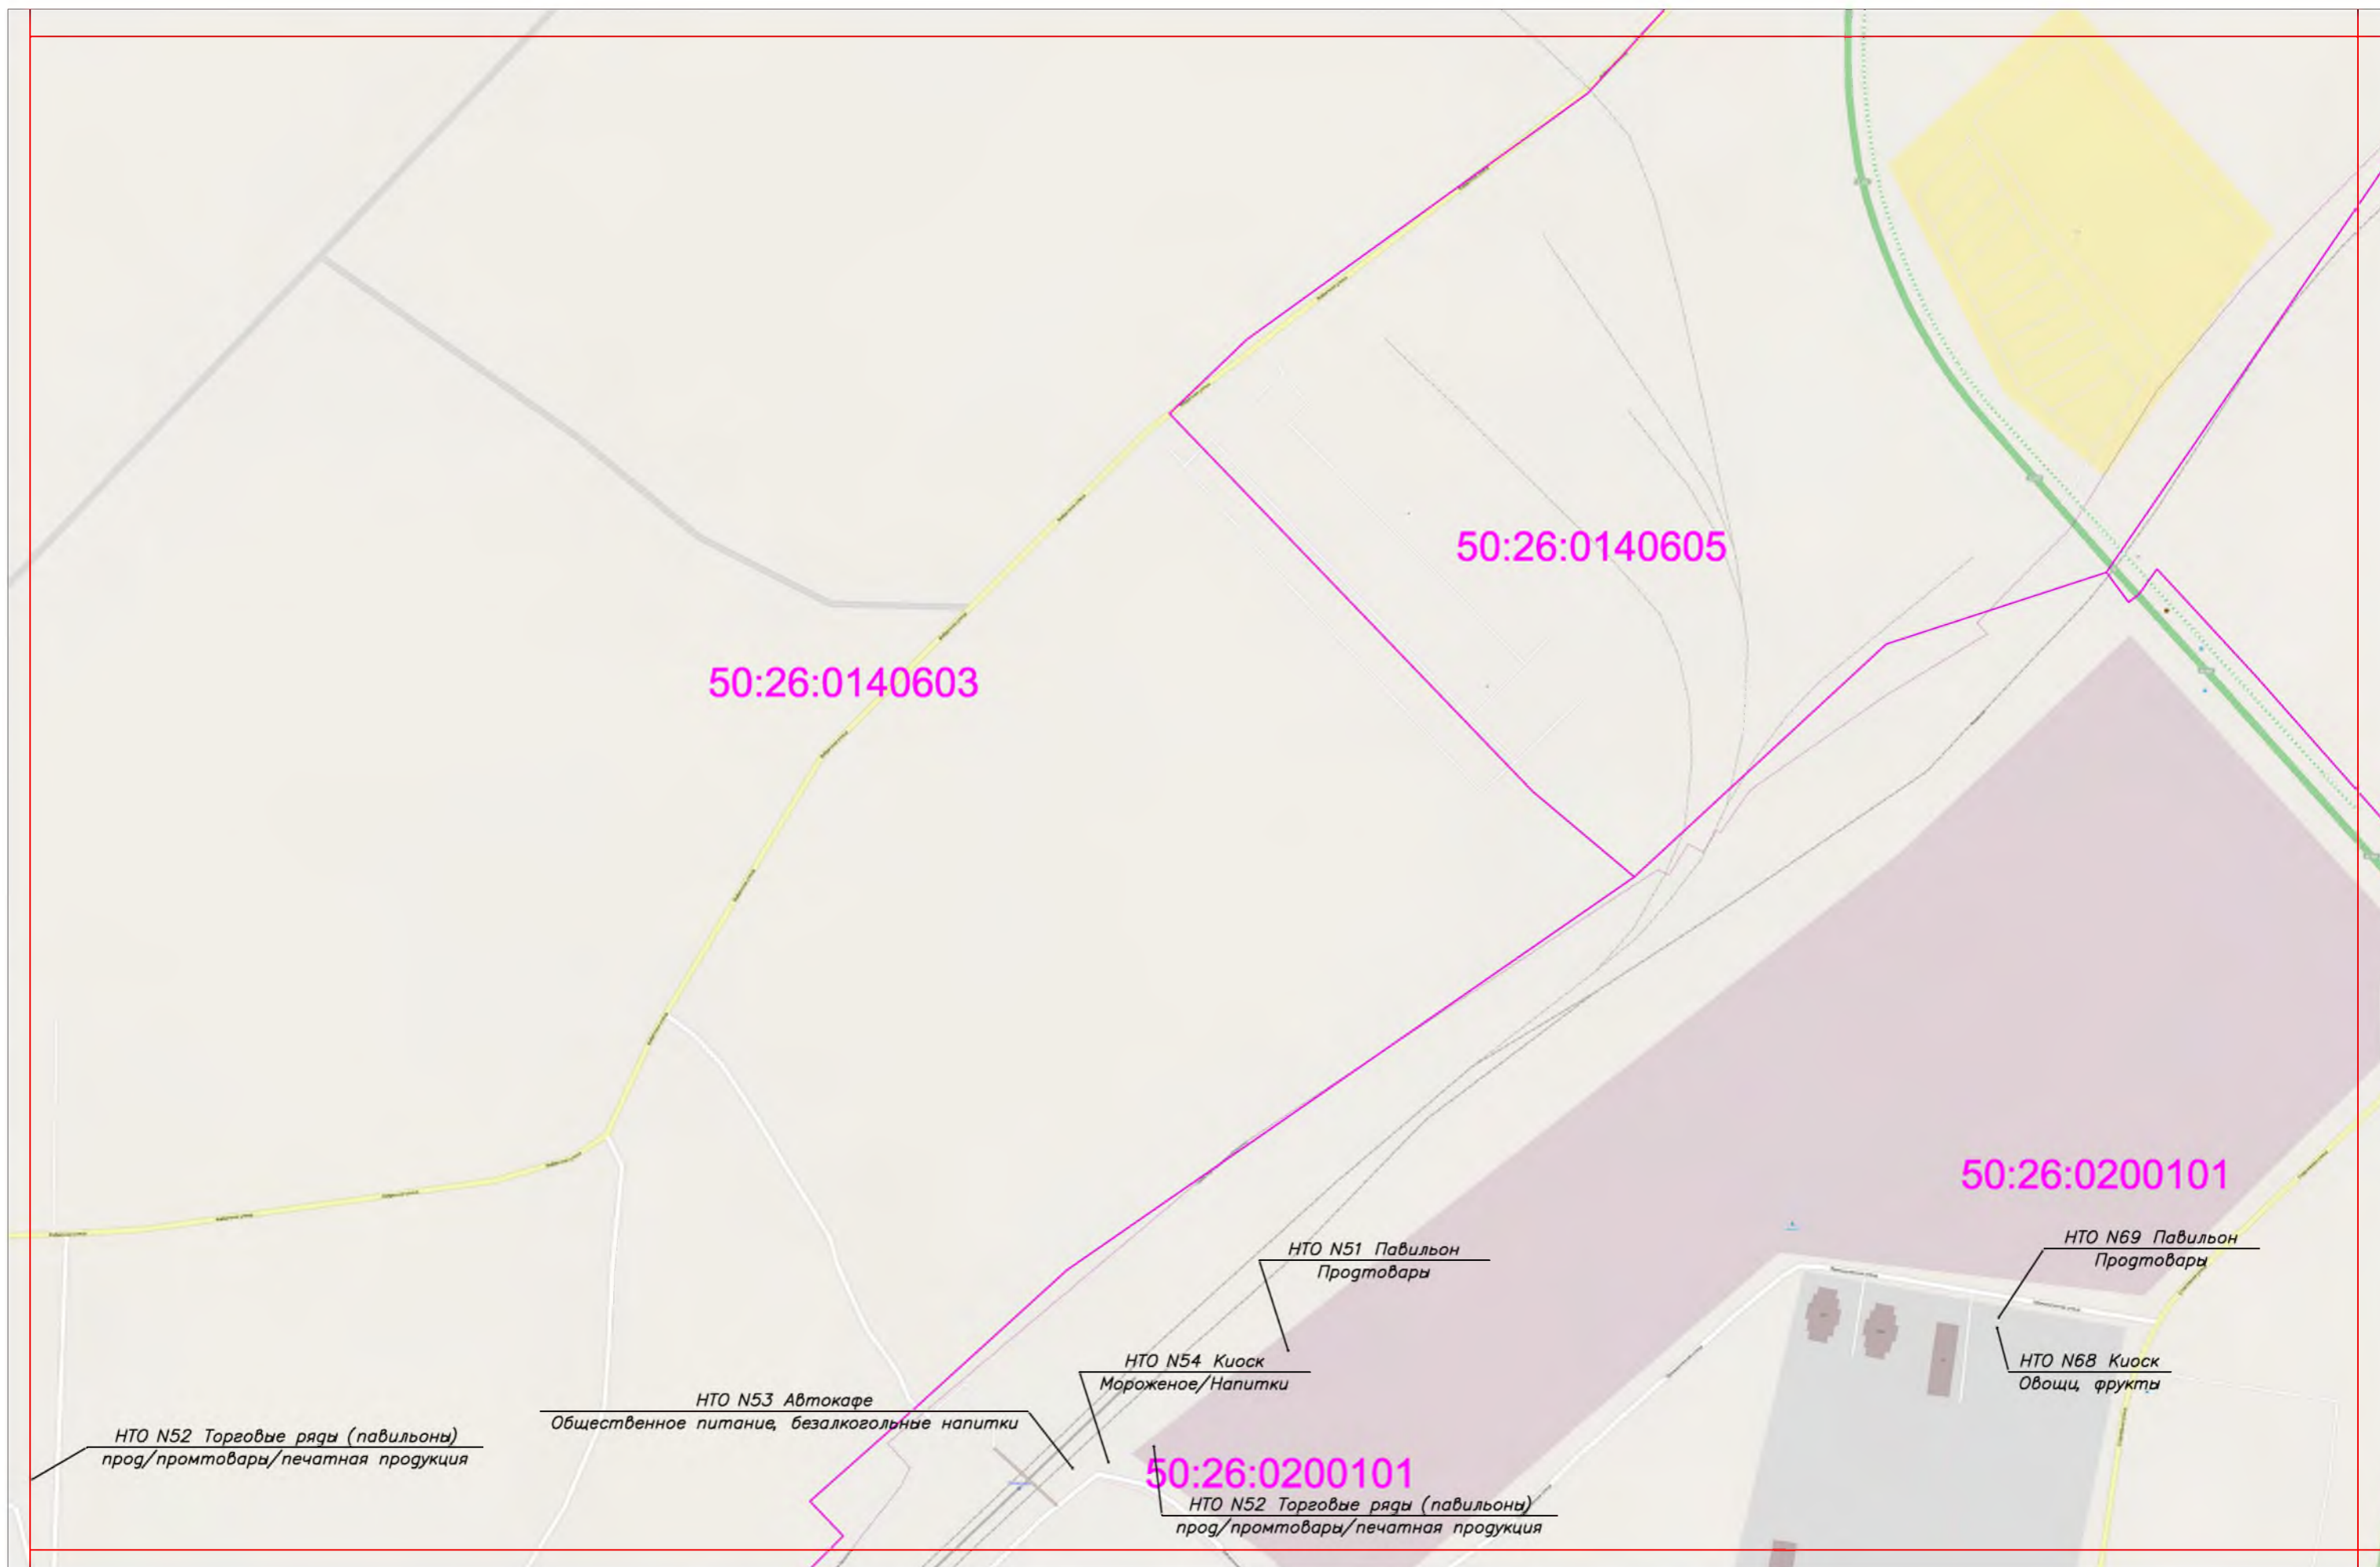 50:26:0140605
50:26:0140603
50:26:0200101
НТО N51 Павильон
Продтовары
НТО N69 Павильон
Продтовары
НТО N54 Киоск
Мороженое/Напитки
НТО N68 Киоск
Овощи, фрукты
НТО N53 Автокафе
Общественное питание, безалкогольные напитки
НТО N52 Торговые ряды (павильоны)
прод/промтовары/печатная продукция
50:26:0200101
НТО N52 Торговые ряды (павильоны)
прод/промтовары/печатная продукция